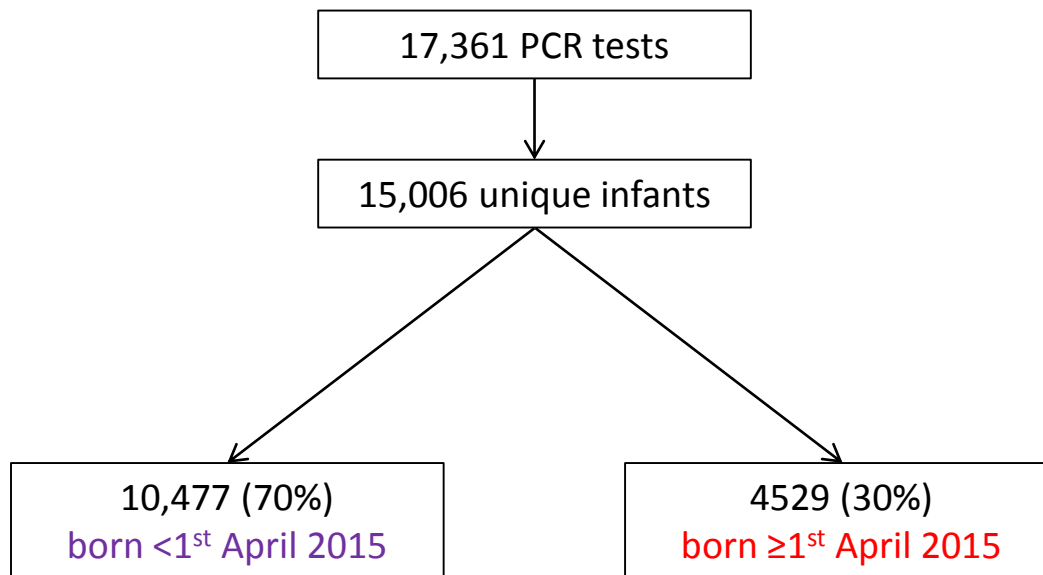 17,361 PCR tests
15,006 unique infants
10,477 (70%)
born <1st April 2015
4529 (30%)
born ≥1st April 2015